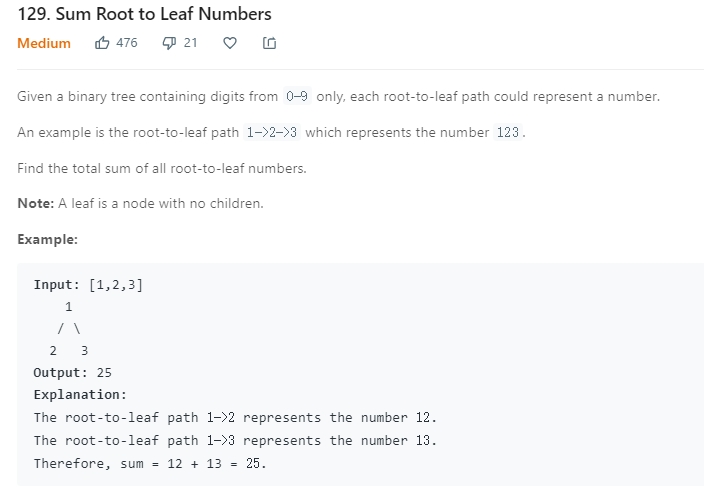 129. Sum Root to Leaf Numbers
Medium 476 21
Given a binary tree containing digits from 0-9 only, each root-to-leaf path could represent a number.
An example is the root-to-leaf path 1->2->3 which represents the number 123.
Find the total sum of all root-to-leaf numbers.
Note: A leaf is a node with no children.
Example:
Input: [1,2,3]
1
/ \
2 3
Output: 25
Explanation:
The root-to-leaf path 1->2 represents the number 12.
The root-to-leaf path 1->3 represents the number 13.
Therefore, sum = 12 + 13 = 25.